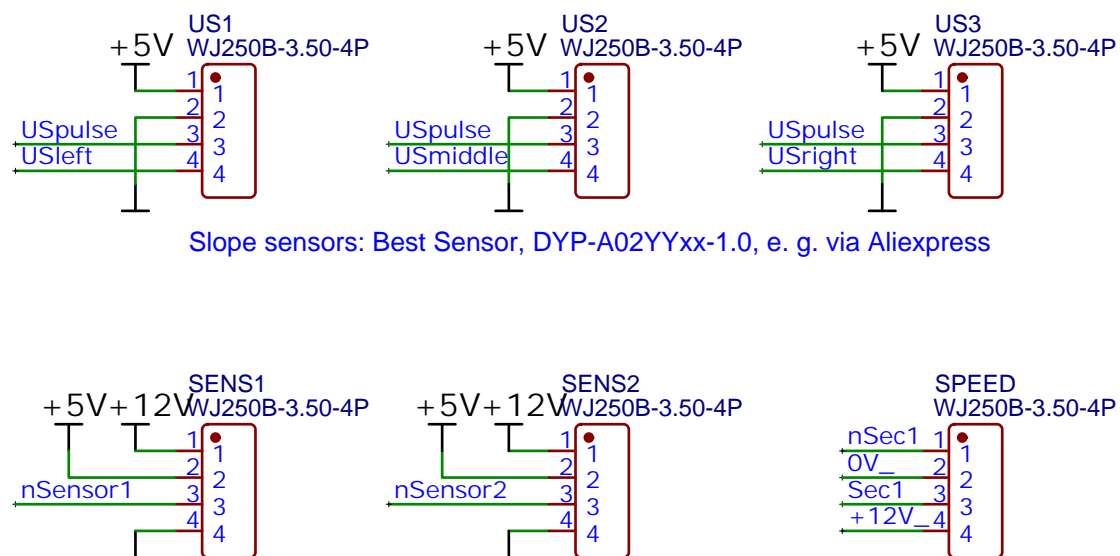 US1
WJ250B-3.50-4P
+5V
1
1
2
2
USpulse
3
3
USleft
4
4
US2
WJ250B-3.50-4P
+5V
1
1
2
2
USpulse
3
3
USmiddle
4
4
US3
WJ250B-3.50-4P
+5V
1
1
2
2
USpulse
3
3
USright
4
4
Slope sensors: Best Sensor, DYP-A02YYxx-1.0, e. g. via Aliexpress
SENS1
WJ250B-3.50-4P
+5V
+12V
1
1
2
2
nSensor1
3
3
4
4
SENS2
WJ250B-3.50-4P
+5V
+12V
1
1
2
2
nSensor2
3
3
4
4
SPEED
WJ250B-3.50-4P
nSec1
1
1
0V_
2
2
Sec1
3
3
+12V_
4
4